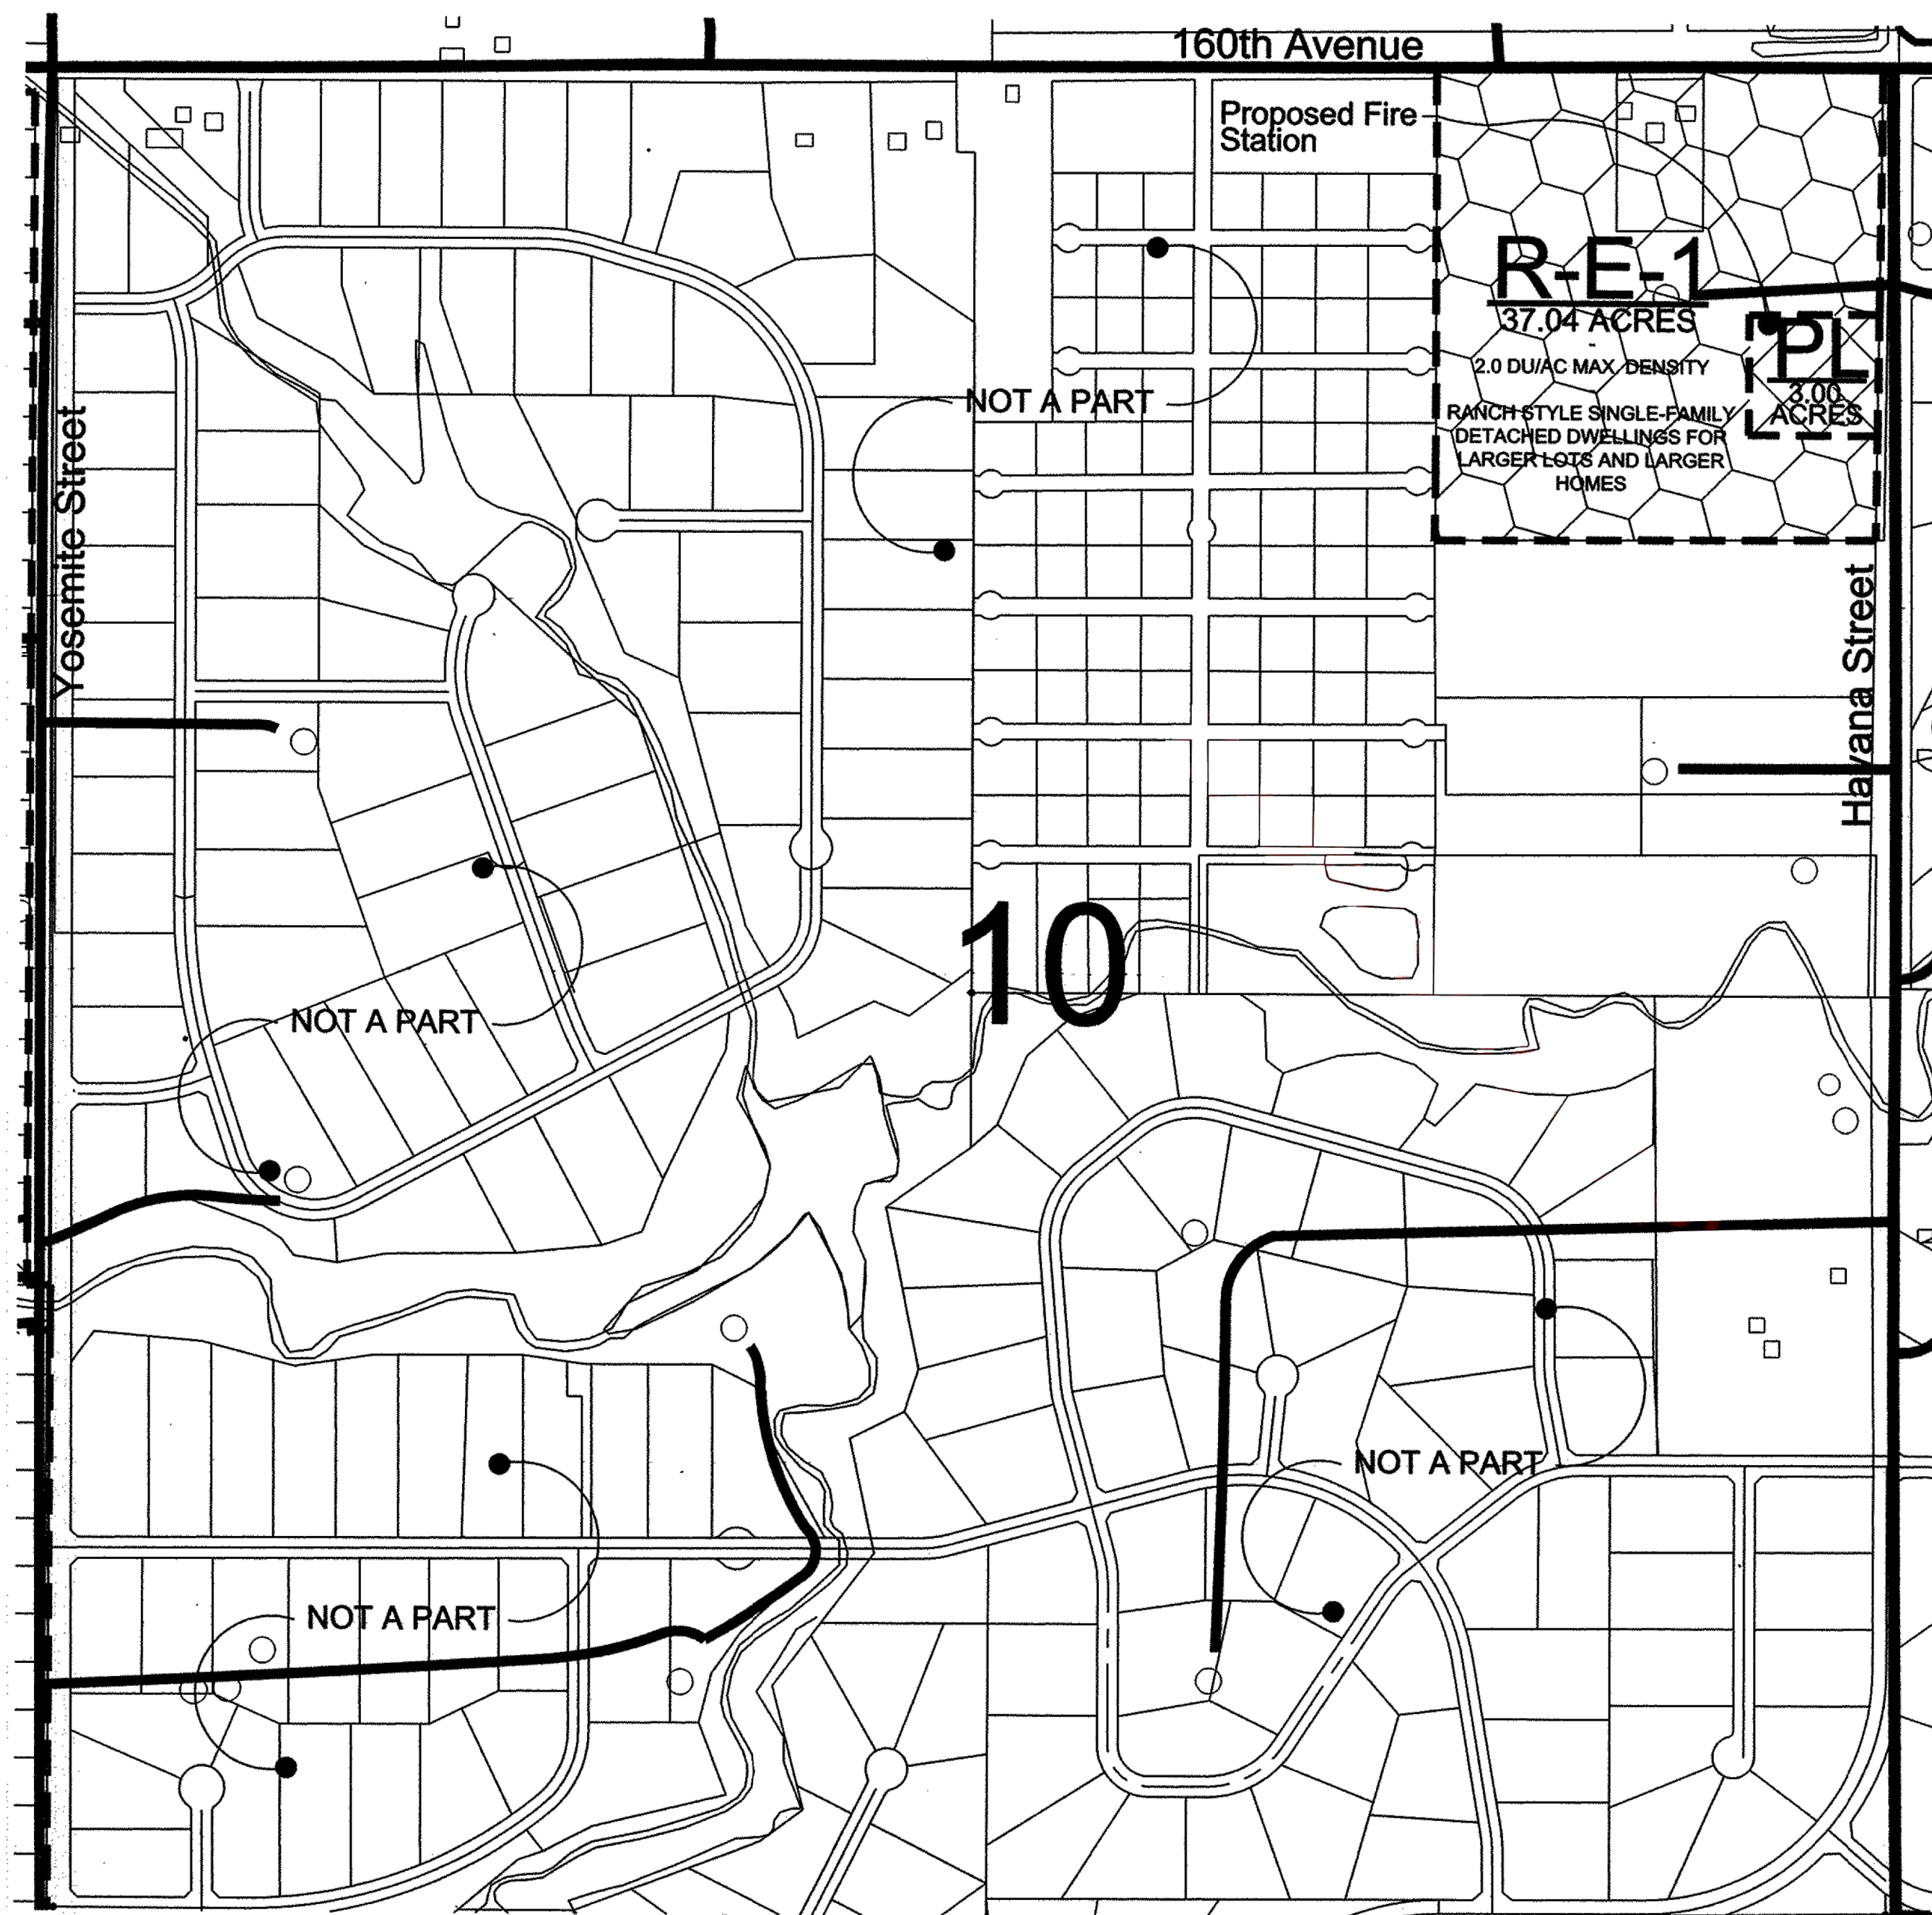 160th Avenue
Proposed Fire
Station
R-E-1
37.04 ACRES
2.0 DU/AC MAX. DENSITY
RANCH STYLE SINGLE-FAMILY
DETACHED DWELLINGS FOR
LARGER LOTS AND LARGER
HOMES
PL
3.00
ACRES
NOT A PART
Yosemite Street
Havana Street
10
NOT A PART
NOT A PART
NOT A PART